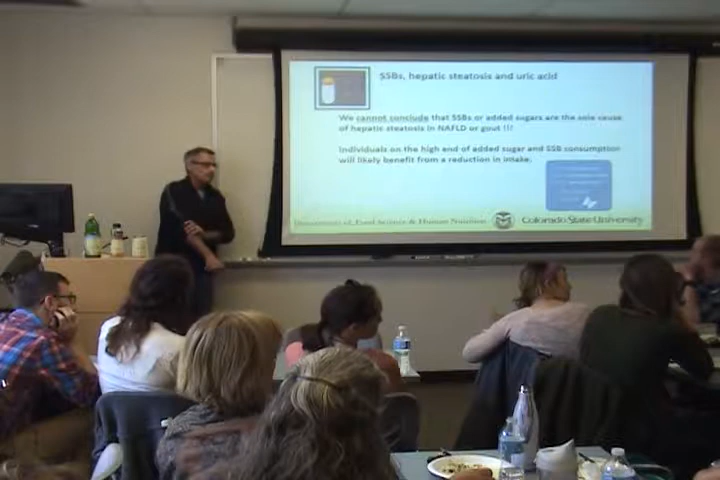 SSBs, hepatic steatosis and uric acid
We cannot conclude that SSBs or added sugars are the sole cause
of hepatic steatosis in NAFLD or gout !!!
Individuals on the high end of added sugar and SSB consumption
will likely benefit from a reduction in intake.
Department of Food Science & Human Nutrition
Colorado State University